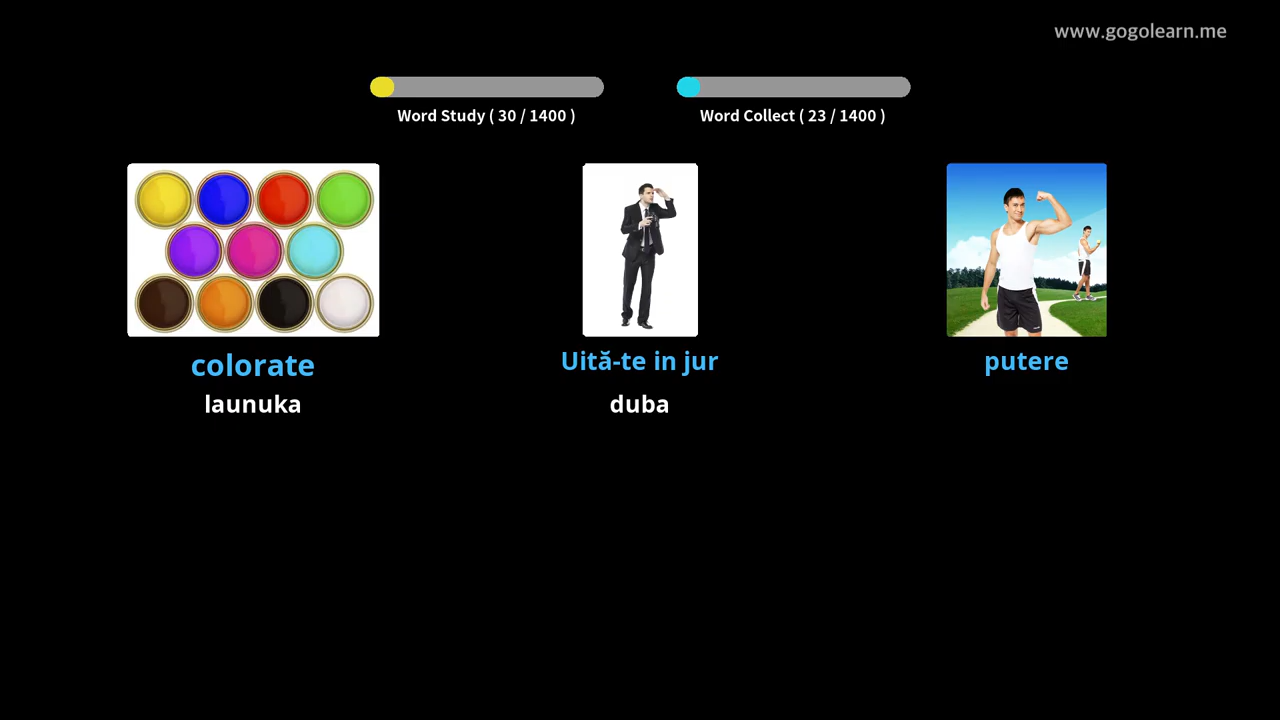 www.gogolearn.me
Word Study ( 30 / 1400 )
Word Collect ( 23 / 1400 )
colorate
launuka
Uită-te in jur
duba
putere